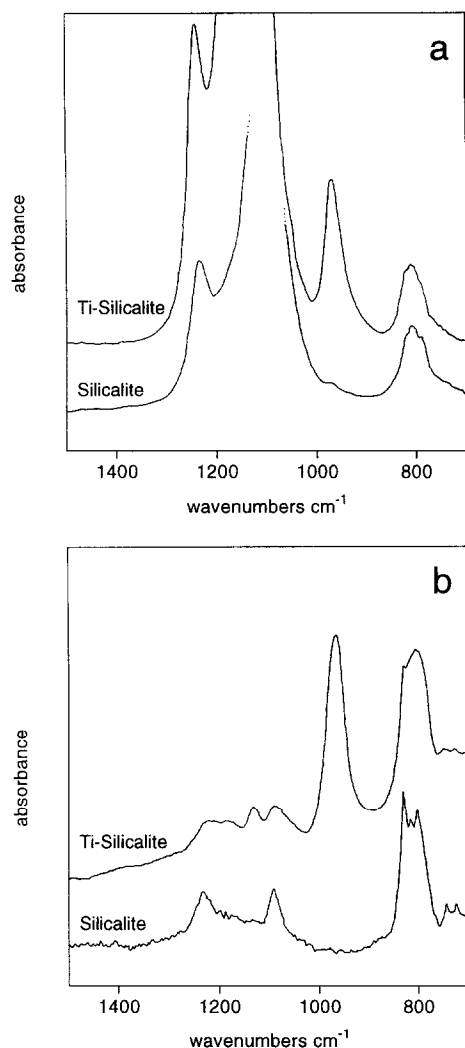 a
absorbance
Ti-Silicalite
Silicalite
1400 1200 1000 800
wavenumbers cm⁻¹
b
absorbance
Ti-Silicalite
Silicalite
1400 1200 1000 800
wavenumbers cm⁻¹